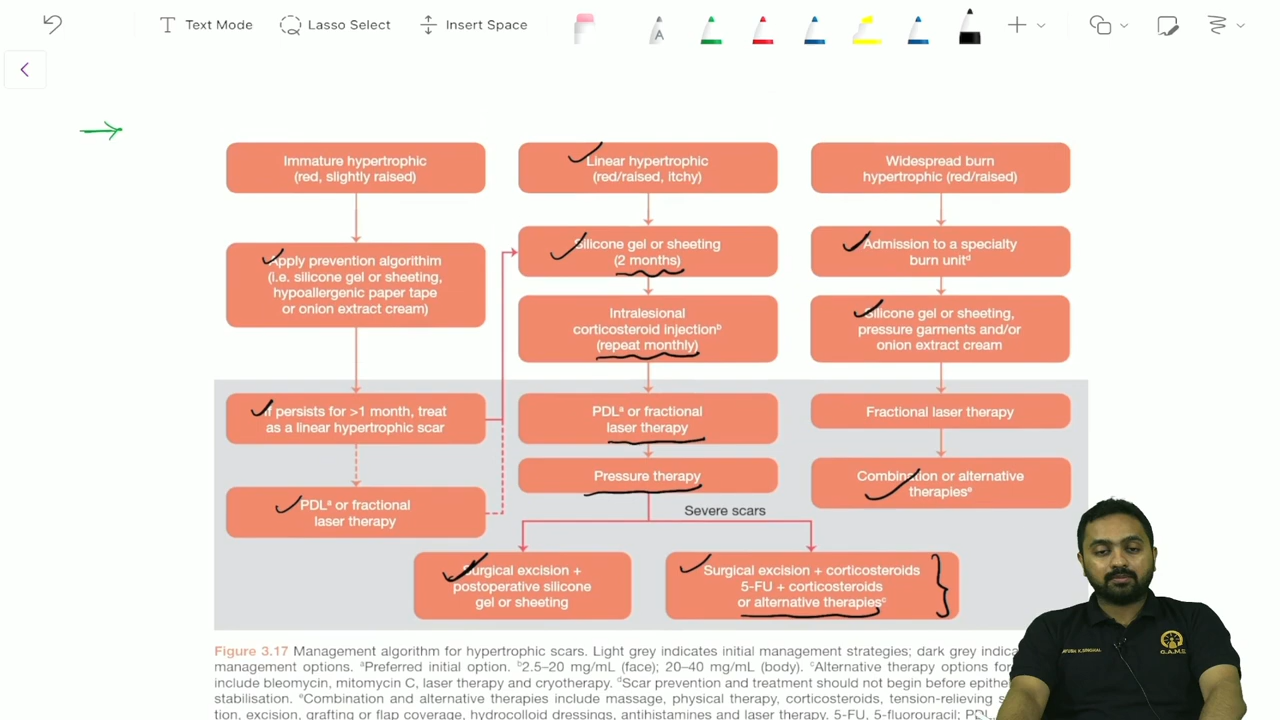 Text Mode
Lasso Select
Insert Space
A
Immature hypertrophic
(red, slightly raised)
Linear hypertrophic
(red/raised, itchy)
Widespread burn
hypertrophic (red/raised)
Apply prevention algorithim
(i.e. silicone gel or sheeting,
hypoallergenic paper tape
or onion extract cream)
Silicone gel or sheeting
(2 months)
Admission to a specialty
burn unitᵈ
Intralesional
corticosteroid injectionᵇ
(repeat monthly)
Silicone gel or sheeting,
pressure garments and/or
onion extract cream
If persists for >1 month, treat
as a linear hypertrophic scar
PDLᵃ or fractional
laser therapy
Fractional laser therapy
Pressure therapy
Combination or alternative
therapiesᵉ
PDLᵃ or fractional
laser therapy
Severe scars
Surgical excision +
postoperative silicone
gel or sheeting
Surgical excision + corticosteroids
5-FU + corticosteroids
or alternative therapiesᶜ
Figure 3.17 Management algorithm for hypertrophic scars. Light grey indicates initial management strategies; dark grey indica
management options. ᵃPreferred initial option. ᵇ2.5–20 mg/mL (face); 20–40 mg/mL (body). ᶜAlternative therapy options for
include bleomycin, mitomycin C, laser therapy and cryotherapy. ᵈScar prevention and treatment should not begin before epithe
stabilisation. ᵉCombination and alternative therapies include massage, physical therapy, corticosteroids, tension-relieving s
tion, excision, grafting or flap coverage, hydrocolloid dressings, antihistamines and laser therapy. 5-FU, 5-fluorouracil; PDL,
G.A.M.S